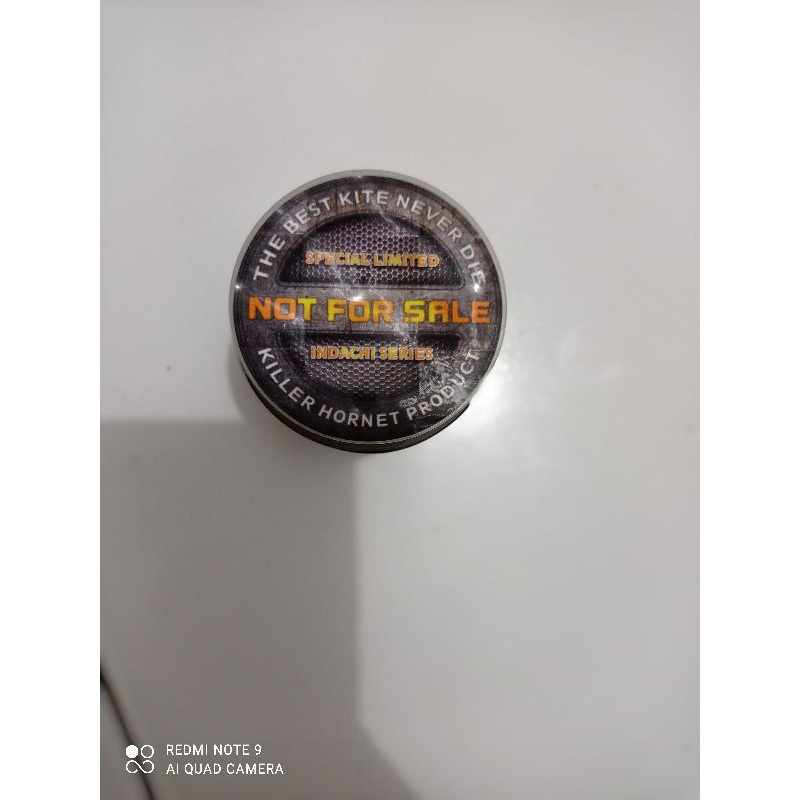 THE BEST KITE NEVER DIE
SPECIAL LIMITED
NOT FOR SALE
INDACHI SERIES
KILLER HORNET PRODUCT
REDMI NOTE 9
AI QUAD CAMERA